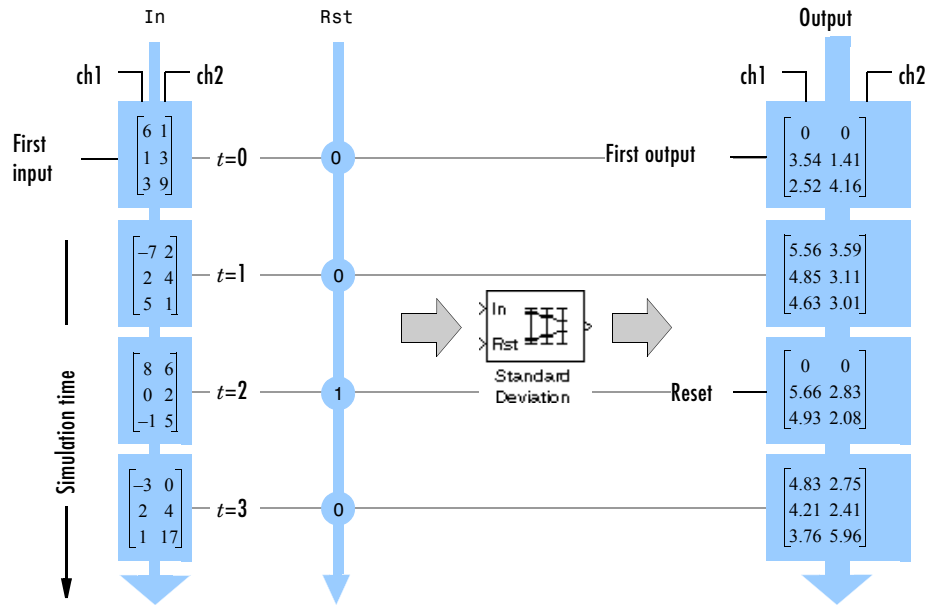 In Rst Output
ch1 ch2 ch1 ch2
First input
6 1
1 3
3 9
t=0
0
First output
0 0
3.54 1.41
2.52 4.16
−7 2
2 4
5 1
t=1
0
5.56 3.59
4.85 3.11
4.63 3.01
In
Rst
Standard
Deviation
8 6
0 2
−1 5
t=2
1
Reset
0 0
5.66 2.83
4.93 2.08
−3 0
2 4
1 17
t=3
0
4.83 2.75
4.21 2.41
3.76 5.96
Simulation time